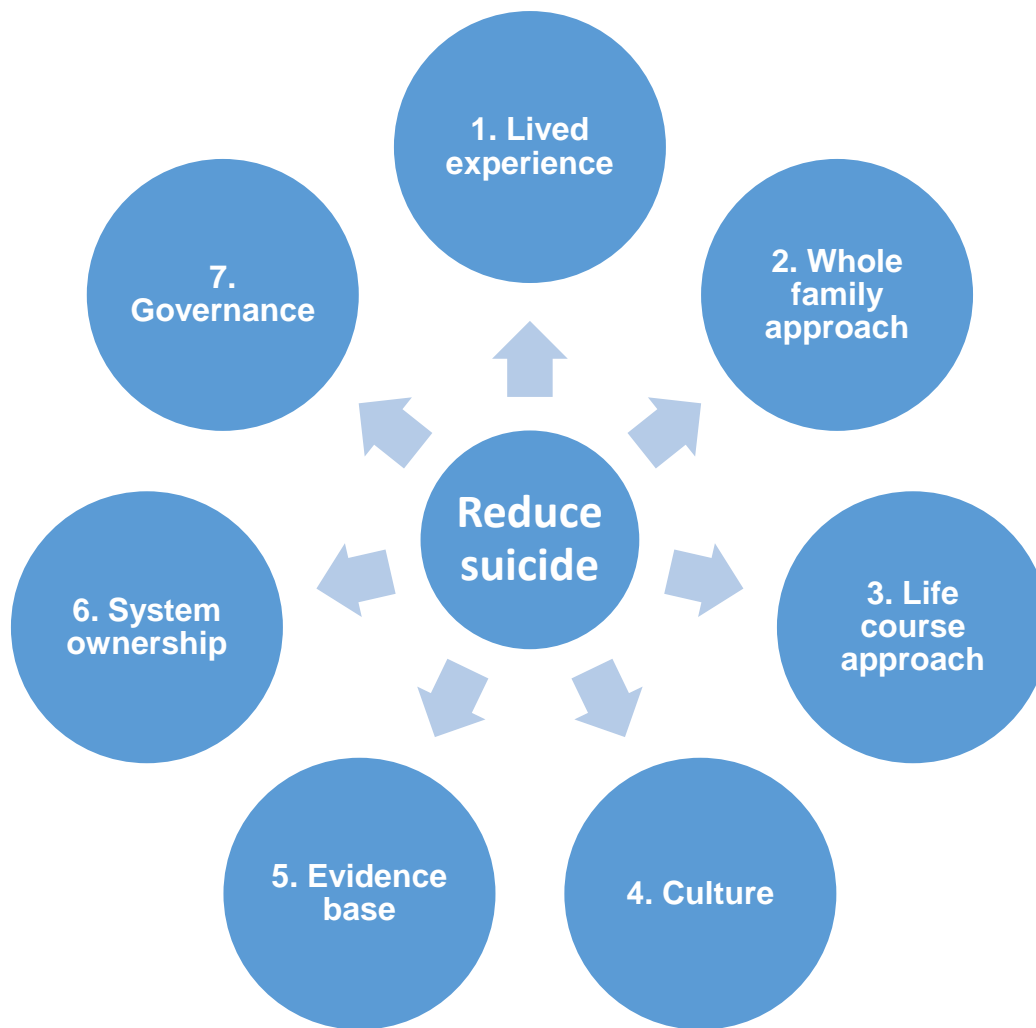 1. Lived
experience
2. Whole
family
approach
3. Life
course
approach
4. Culture
5. Evidence
base
6. System
ownership
7.
Governance
Reduce
suicide